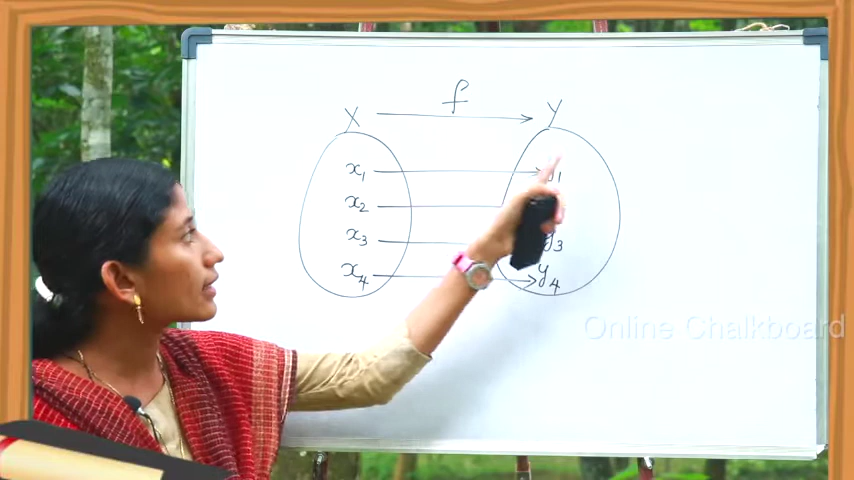 f
X Y
x₁ y₁
x₂
x₃ y₃
x₄ y₄
Online Chalkboard